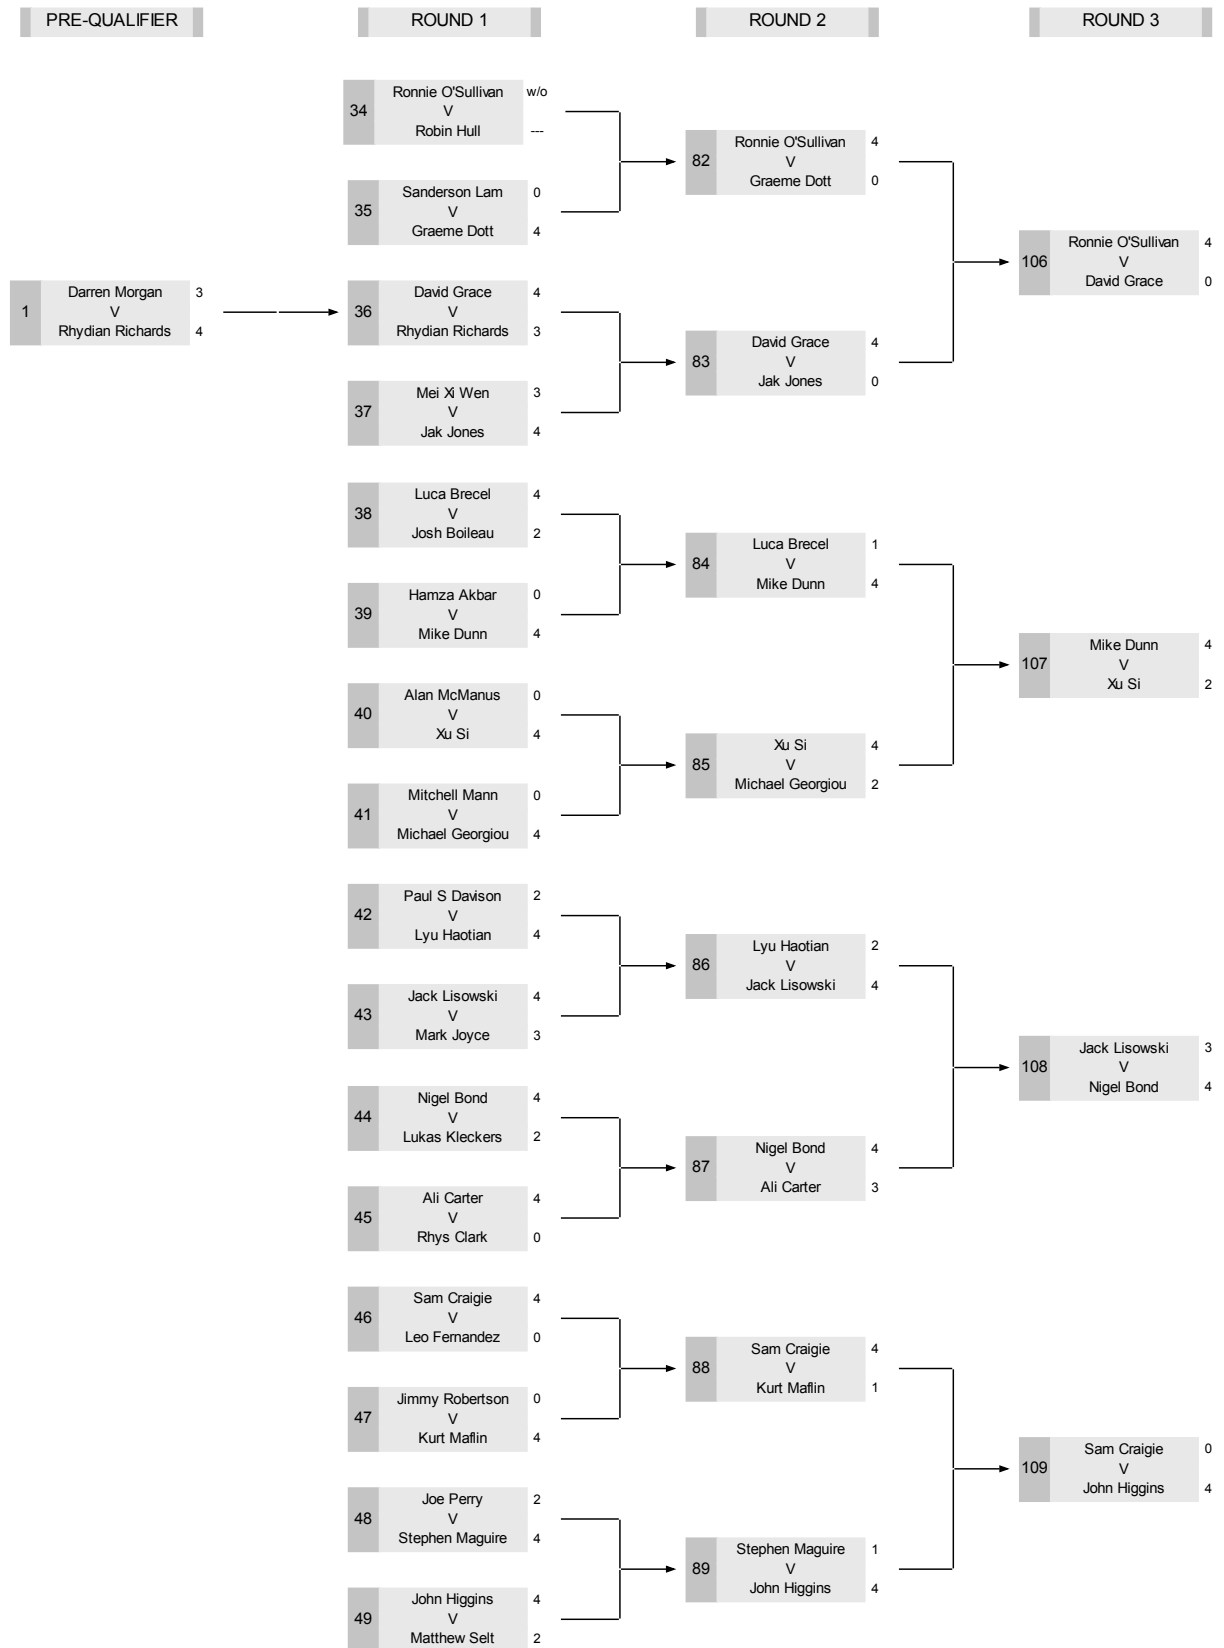 PRE-QUALIFIER
ROUND 1
ROUND 2
ROUND 3
1
Darren Morgan 3
V
Rhydian Richards 4
34
Ronnie O'Sullivan w/o
V
Robin Hull ---
35
Sanderson Lam 0
V
Graeme Dott 4
36
David Grace 4
V
Rhydian Richards 3
37
Mei Xi Wen 3
V
Jak Jones 4
38
Luca Brecel 4
V
Josh Boileau 2
39
Hamza Akbar 0
V
Mike Dunn 4
40
Alan McManus 0
V
Xu Si 4
41
Mitchell Mann 0
V
Michael Georgiou 4
42
Paul S Davison 2
V
Lyu Haotian 4
43
Jack Lisowski 4
V
Mark Joyce 3
44
Nigel Bond 4
V
Lukas Kleckers 2
45
Ali Carter 4
V
Rhys Clark 0
46
Sam Craigie 4
V
Leo Fernandez 0
47
Jimmy Robertson 0
V
Kurt Maflin 4
48
Joe Perry 2
V
Stephen Maguire 4
49
John Higgins 4
V
Matthew Selt 2
82
Ronnie O'Sullivan 4
V
Graeme Dott 0
83
David Grace 4
V
Jak Jones 0
84
Luca Brecel 1
V
Mike Dunn 4
85
Xu Si 4
V
Michael Georgiou 2
86
Lyu Haotian 2
V
Jack Lisowski 4
87
Nigel Bond 4
V
Ali Carter 3
88
Sam Craigie 4
V
Kurt Maflin 1
89
Stephen Maguire 1
V
John Higgins 4
106
Ronnie O'Sullivan 4
V
David Grace 0
107
Mike Dunn 4
V
Xu Si 2
108
Jack Lisowski 3
V
Nigel Bond 4
109
Sam Craigie 0
V
John Higgins 4